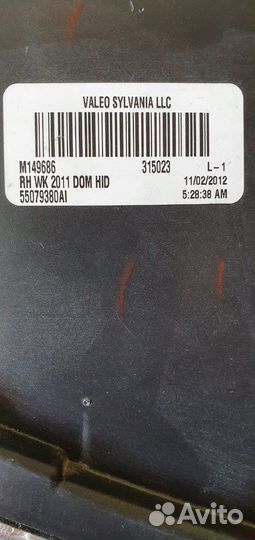 VALEO SYLVANIA LLC
M149686 315023 L-1
RH WK 2011 DOM HID 11/02/2012
55079380AI 5:28:38 AM
Avito